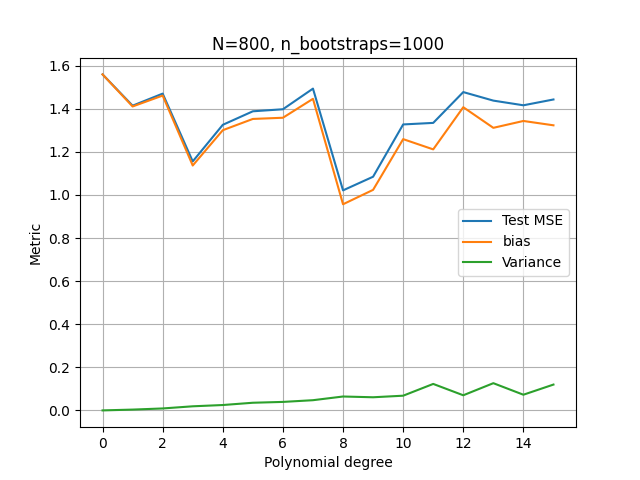 N=800, n_bootstraps=1000
Metric
1.6
1.4
1.2
1.0
0.8
0.6
0.4
0.2
0.0
Test MSE
bias
Variance
0 2 4 6 8 10 12 14
Polynomial degree